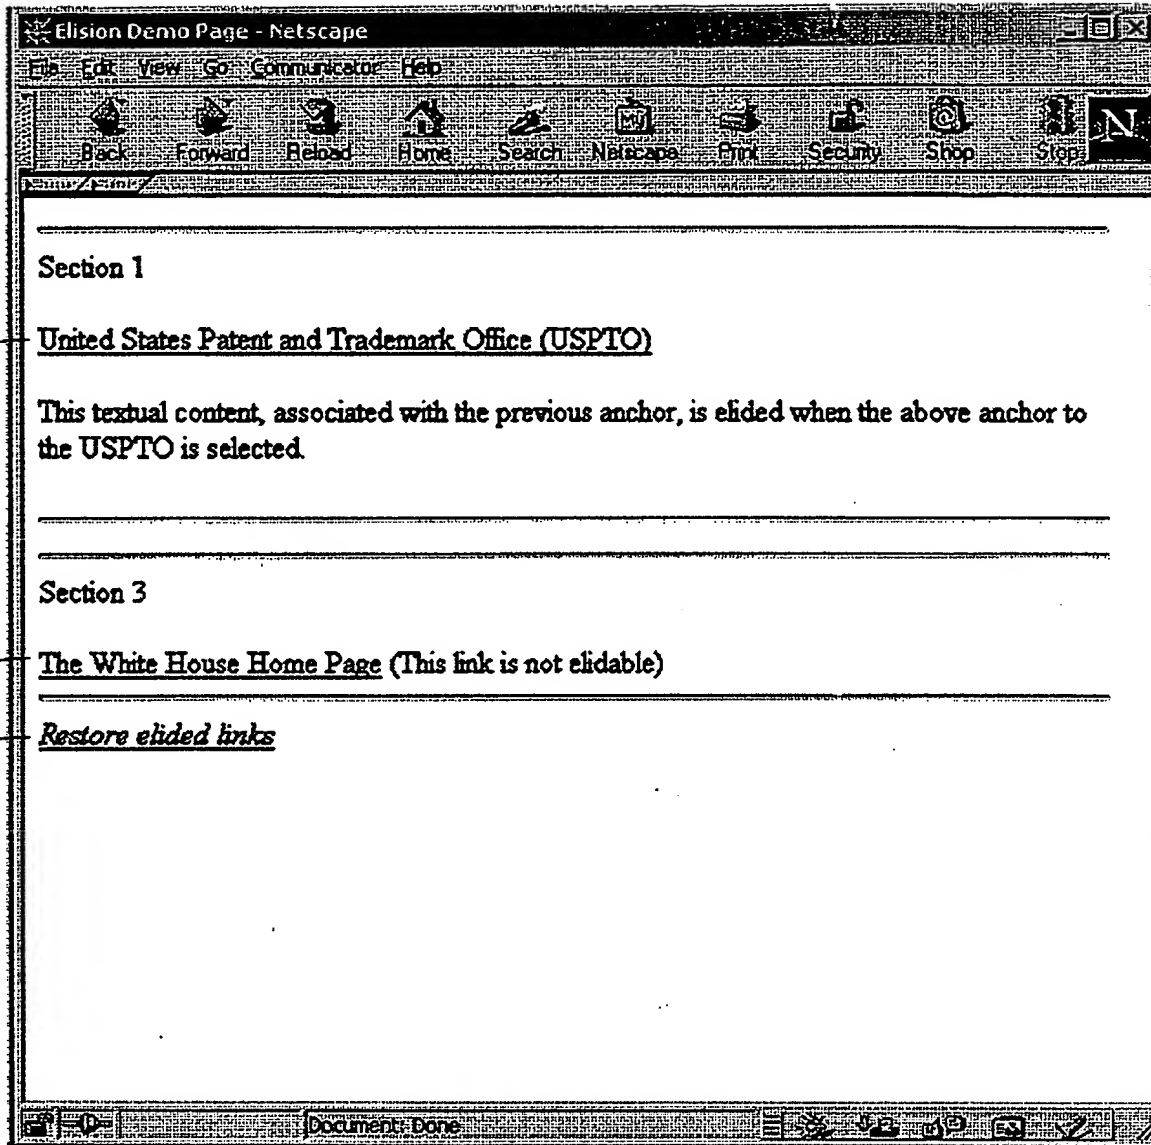 Elision Demo Page - Netscape
File Edit View Go Communicator Help
Back Forward Reload Home Search Netscape Print Security Shop Stop
N
Section 1
United States Patent and Trademark Office (USPTO)
This textual content, associated with the previous anchor, is elided when the above anchor to
the USPTO is selected.
Section 3
The White House Home Page (This link is not elidable)
Restore elided links
Document: Done